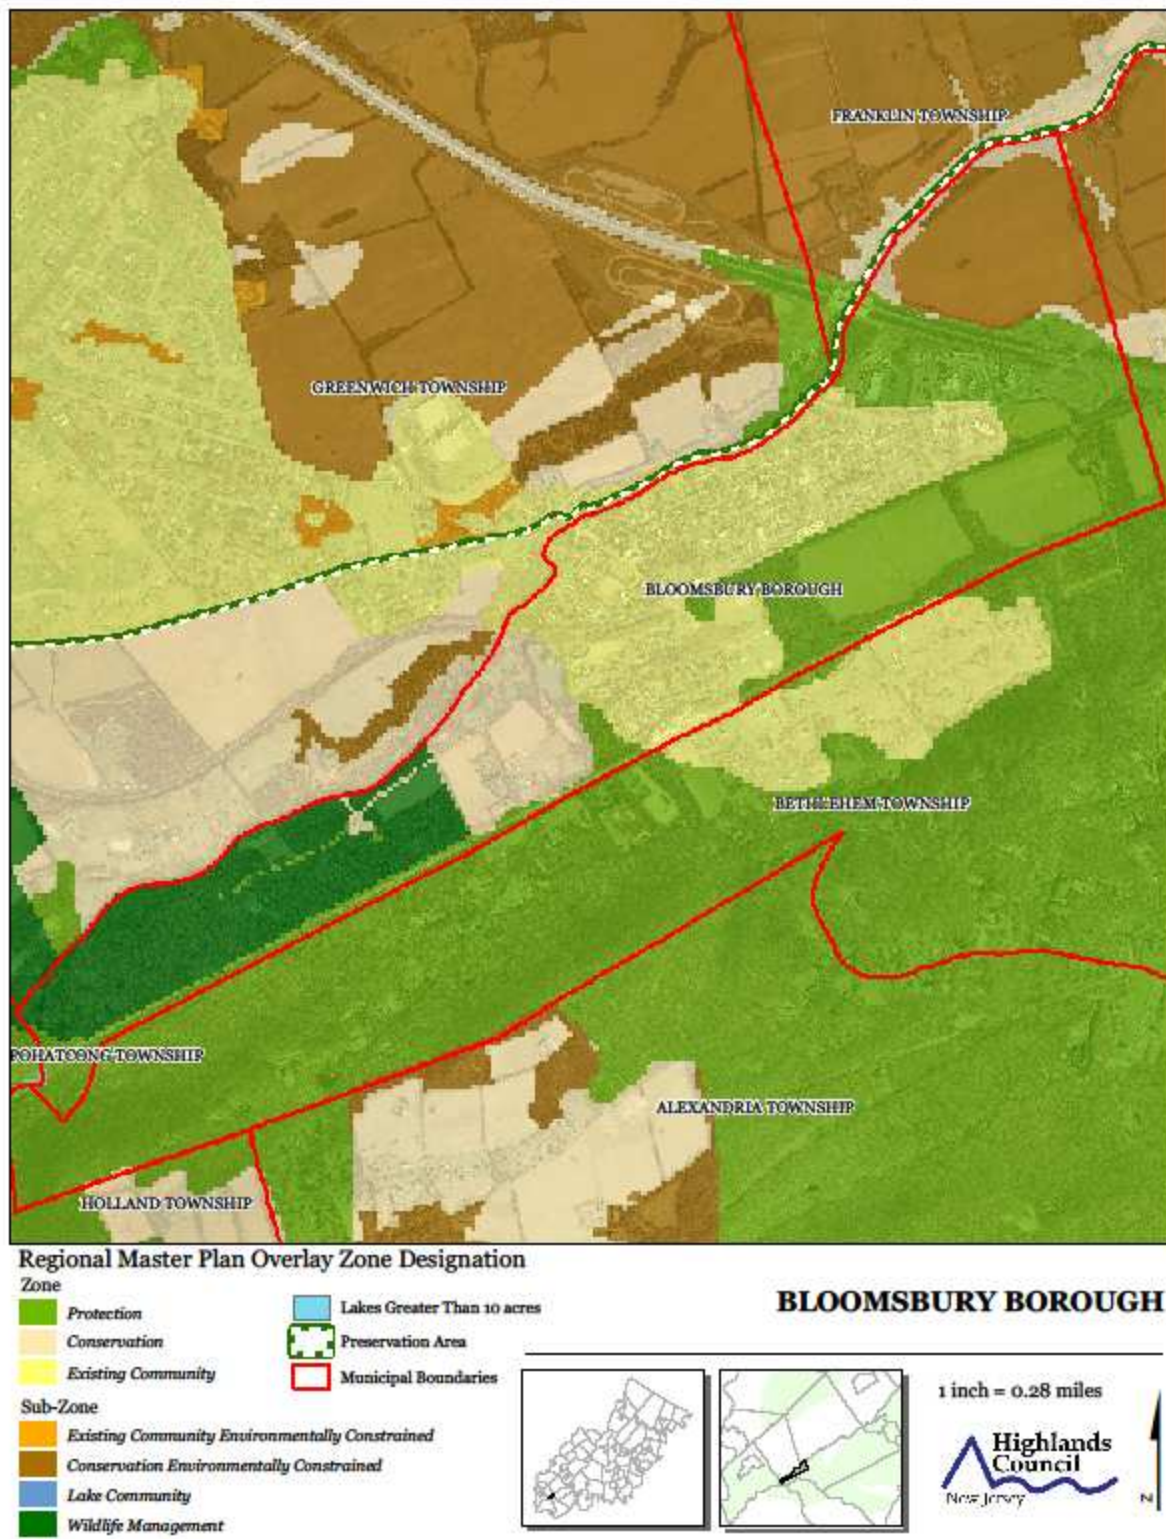 FRANKLIN TOWNSHIP
GREENWICH TOWNSHIP
BLOOMSBURY BOROUGH
BETHLEHEM TOWNSHIP
POHATCONG TOWNSHIP
ALEXANDRIA TOWNSHIP
HOLLAND TOWNSHIP
Regional Master Plan Overlay Zone Designation
Zone
Protection
Conservation
Existing Community
Lakes Greater Than 10 acres
Preservation Area
Municipal Boundaries
Sub-Zone
Existing Community Environmentally Constrained
Conservation Environmentally Constrained
Lake Community
Wildlife Management
BLOOMSBURY BOROUGH
1 inch = 0.28 miles
Highlands
Council
New Jersey
N